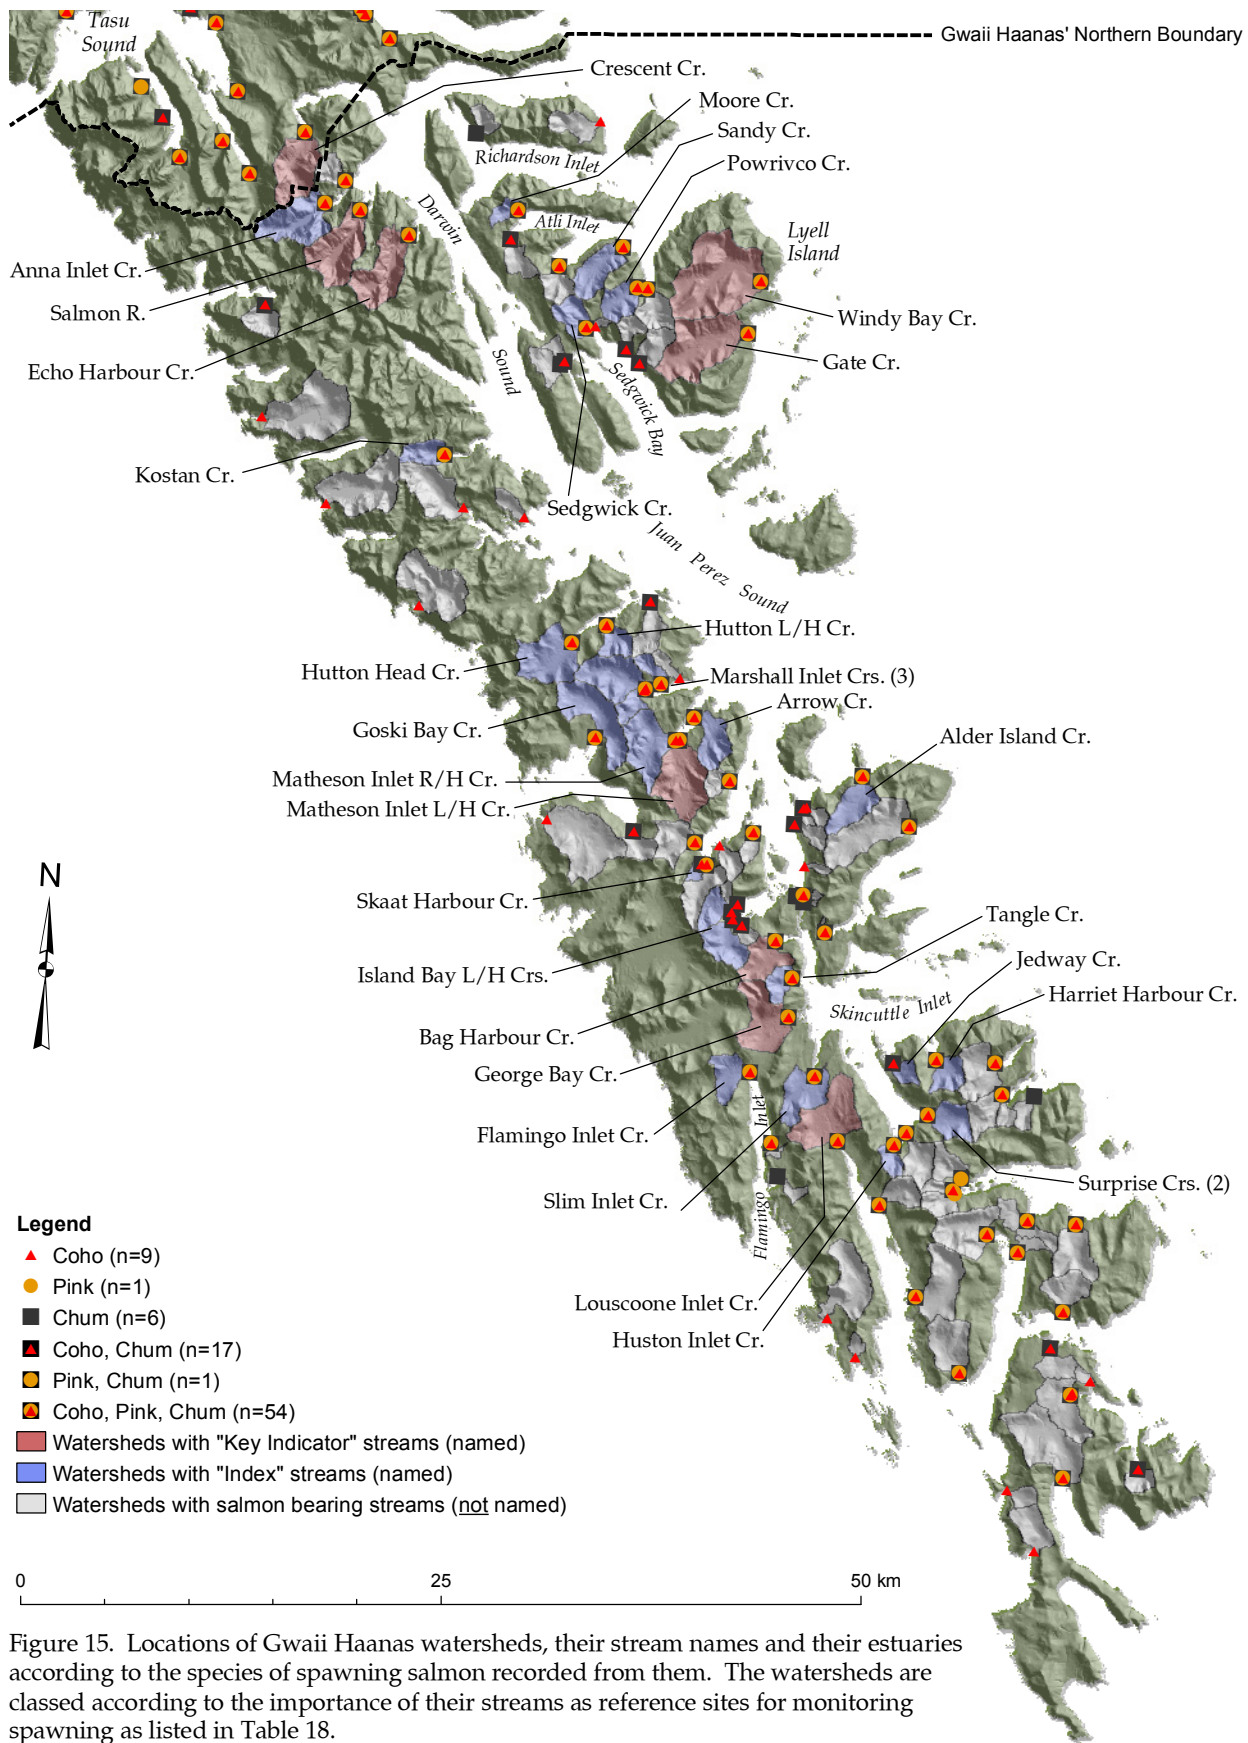 Tasu
Sound
Gwaii Haanas' Northern Boundary
Crescent Cr.
Moore Cr.
Sandy Cr.
Powrivco Cr.
Richardson Inlet
Darwin
Sound
Atli Inlet
Lyell
Island
Anna Inlet Cr.
Salmon R.
Echo Harbour Cr.
Windy Bay Cr.
Gate Cr.
Sedgwick Bay
Kostan Cr.
Sedgwick Cr.
Juan Perez Sound
Hutton L/H Cr.
Hutton Head Cr.
Marshall Inlet Crs. (3)
Arrow Cr.
Goski Bay Cr.
Alder Island Cr.
Matheson Inlet R/H Cr.
Matheson Inlet L/H Cr.
N
Skaat Harbour Cr.
Tangle Cr.
Island Bay L/H Crs.
Jedway Cr.
Harriet Harbour Cr.
Skincuttle Inlet
Bag Harbour Cr.
George Bay Cr.
Flamingo Inlet
Flamingo Inlet Cr.
Slim Inlet Cr.
Surprise Crs. (2)
Louscoone Inlet Cr.
Huston Inlet Cr.
Legend
Coho (n=9)
Pink (n=1)
Chum (n=6)
Coho, Chum (n=17)
Pink, Chum (n=1)
Coho, Pink, Chum (n=54)
Watersheds with "Key Indicator" streams (named)
Watersheds with "Index" streams (named)
Watersheds with salmon bearing streams (not named)
0 25 50 km
Figure 15. Locations of Gwaii Haanas watersheds, their stream names and their estuaries
according to the species of spawning salmon recorded from them. The watersheds are
classed according to the importance of their streams as reference sites for monitoring
spawning as listed in Table 18.